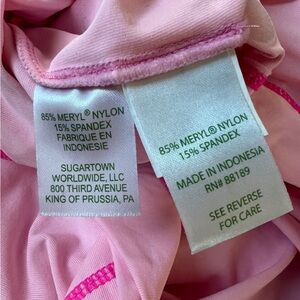 85% MERYL® NYLON
15% SPANDEX
FABRIQUE EN
INDONESIE
SUGARTOWN
WORLDWIDE, LLC
800 THIRD AVENUE
KING OF PRUSSIA, PA
85% MERYL® NYLON
15% SPANDEX
MADE IN INDONESIA
RN# 88189
SEE REVERSE
FOR CARE